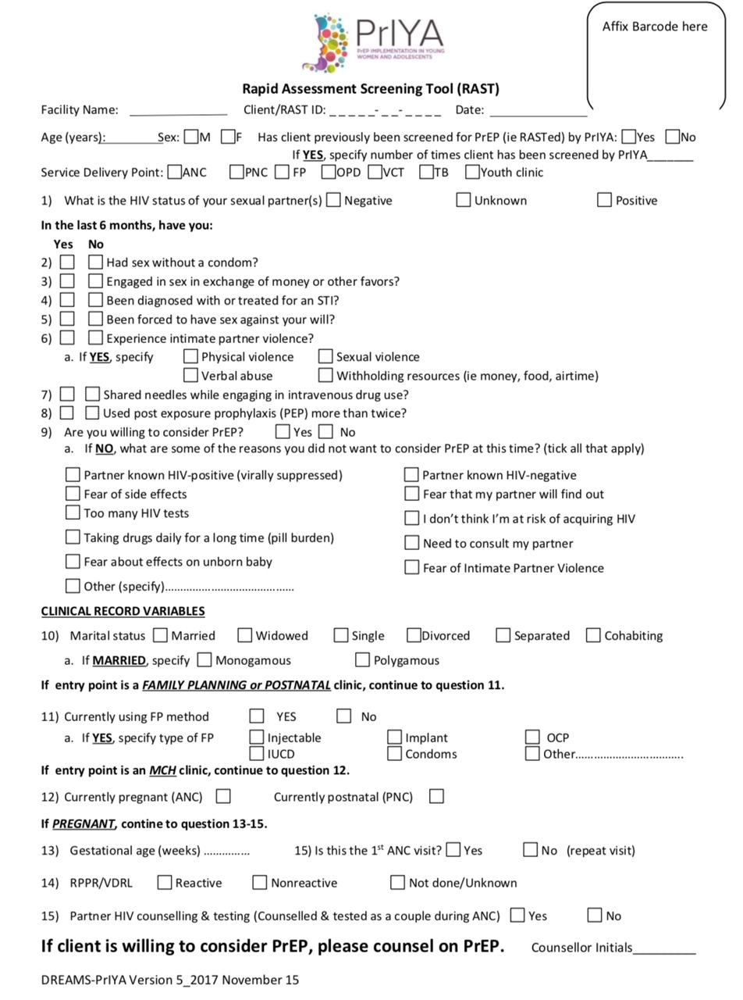 PrIYA
PrEP IMPLEMENTATION IN YOUNG
WOMEN AND ADOLESCENTS
Affix Barcode here
Rapid Assessment Screening Tool (RAST)
Facility Name: ______________ Client/RAST ID: _ _ _ _ _- _ _- _ _ _ _ Date: ______________
Age (years):_________Sex: ☐M ☐F Has client previously been screened for PrEP (ie RASTed) by PrIYA: ☐Yes ☐No
If YES, specify number of times client has been screened by PrIYA_______
Service Delivery Point: ☐ANC ☐PNC ☐ FP ☐OPD ☐VCT ☐TB ☐Youth clinic
1) What is the HIV status of your sexual partner(s) ☐ Negative ☐ Unknown ☐ Positive
In the last 6 months, have you:
Yes No
2) ☐ ☐ Had sex without a condom?
3) ☐ ☐ Engaged in sex in exchange of money or other favors?
4) ☐ ☐ Been diagnosed with or treated for an STI?
5) ☐ ☐ Been forced to have sex against your will?
6) ☐ ☐ Experience intimate partner violence?
a. If YES, specify ☐ Physical violence ☐ Sexual violence
☐ Verbal abuse ☐ Withholding resources (ie money, food, airtime)
7) ☐ ☐ Shared needles while engaging in intravenous drug use?
8) ☐ ☐ Used post exposure prophylaxis (PEP) more than twice?
9) Are you willing to consider PrEP? ☐ Yes ☐ No
a. If NO, what are some of the reasons you did not want to consider PrEP at this time? (tick all that apply)
☐ Partner known HIV-positive (virally suppressed) ☐ Partner known HIV-negative
☐ Fear of side effects ☐ Fear that my partner will find out
☐ Too many HIV tests ☐ I don't think I'm at risk of acquiring HIV
☐ Taking drugs daily for a long time (pill burden) ☐ Need to consult my partner
☐ Fear about effects on unborn baby ☐ Fear of Intimate Partner Violence
☐ Other (specify)……………………………………
CLINICAL RECORD VARIABLES
10) Marital status ☐ Married ☐ Widowed ☐ Single ☐Divorced ☐ Separated ☐ Cohabiting
a. If MARRIED, specify ☐ Monogamous ☐ Polygamous
If entry point is a FAMILY PLANNING or POSTNATAL clinic, continue to question 11.
11) Currently using FP method ☐ YES ☐ No
a. If YES, specify type of FP ☐ Injectable ☐ Implant ☐ OCP
☐ IUCD ☐ Condoms ☐ Other……………………………..
If entry point is an MCH clinic, continue to question 12.
12) Currently pregnant (ANC) ☐ Currently postnatal (PNC) ☐
If PREGNANT, contine to question 13-15.
13) Gestational age (weeks) …………… 15) Is this the 1st ANC visit? ☐ Yes ☐ No (repeat visit)
14) RPPR/VDRL ☐ Reactive ☐ Nonreactive ☐ Not done/Unknown
15) Partner HIV counselling & testing (Counselled & tested as a couple during ANC) ☐ Yes ☐ No
If client is willing to consider PrEP, please counsel on PrEP. Counsellor Initials_________
DREAMS-PrIYA Version 5_2017 November 15